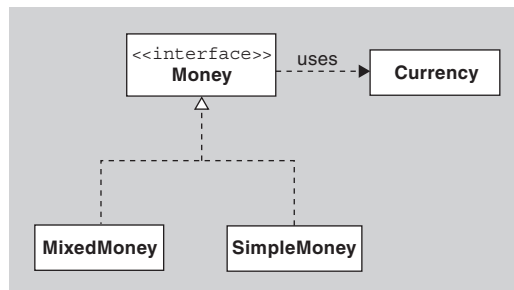 <<interface>>
Money
uses
Currency
MixedMoney
SimpleMoney